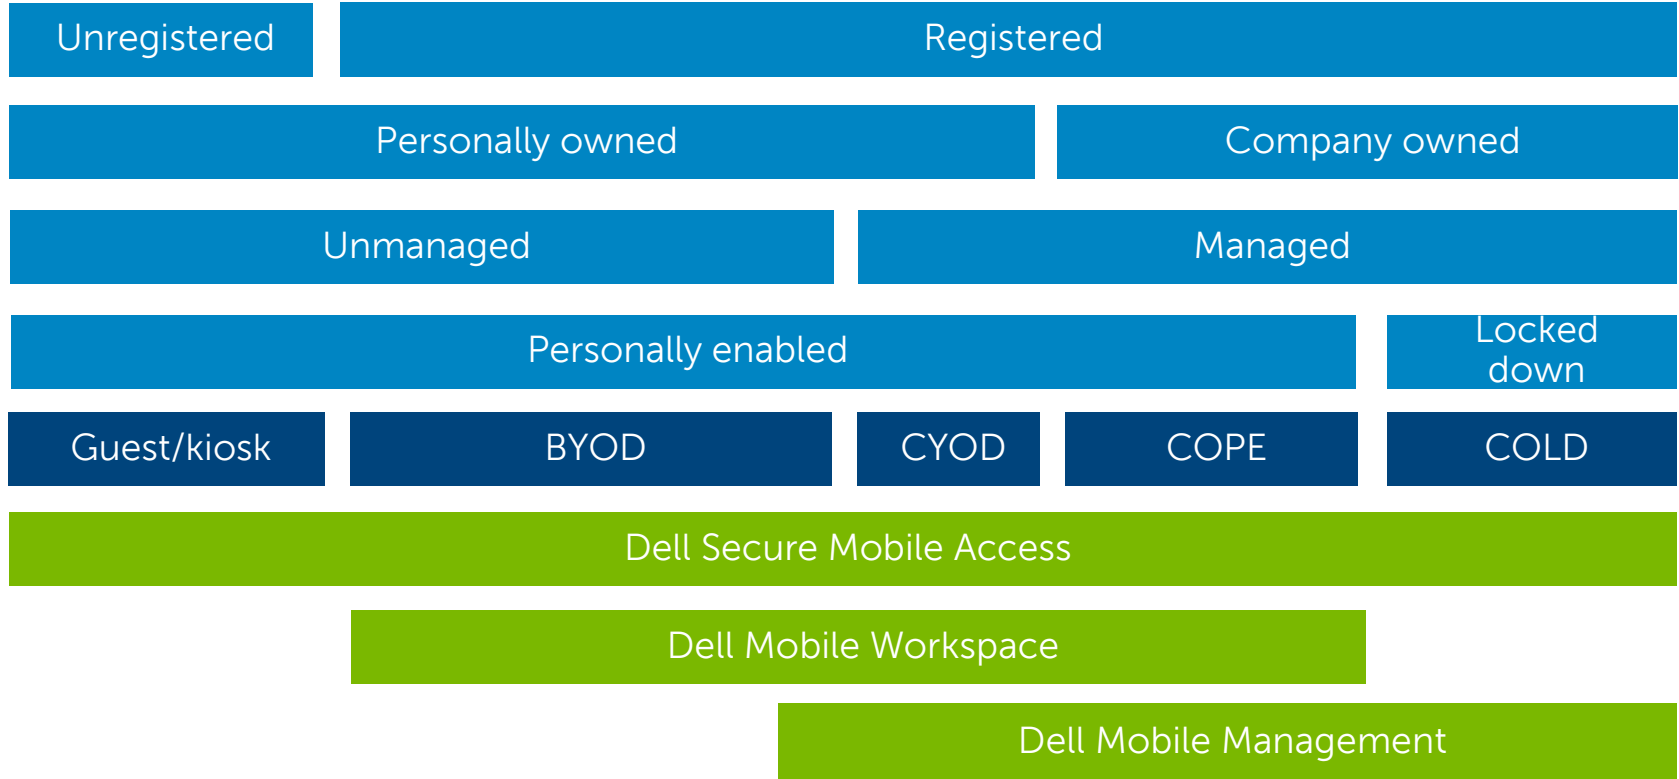 Unregistered
Registered
Personally owned
Company owned
Unmanaged
Managed
Personally enabled
Locked
down
Guest/kiosk
BYOD
CYOD
COPE
COLD
Dell Secure Mobile Access
Dell Mobile Workspace
Dell Mobile Management